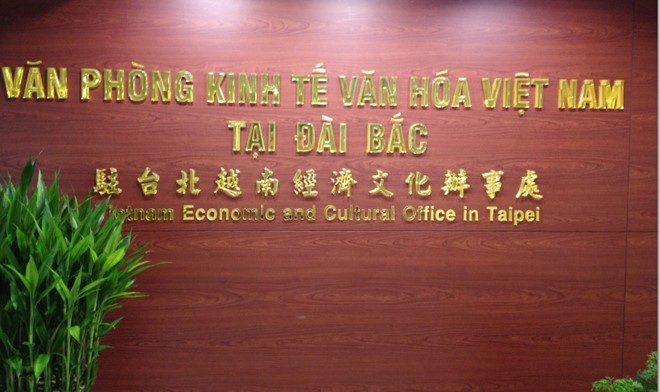 VĂN PHÒNG KINH TẾ VĂN HÓA VIỆT NAM
TẠI ĐÀI BẮC
駐台北越南經濟文化辦事處
Vietnam Economic and Cultural Office in Taipei